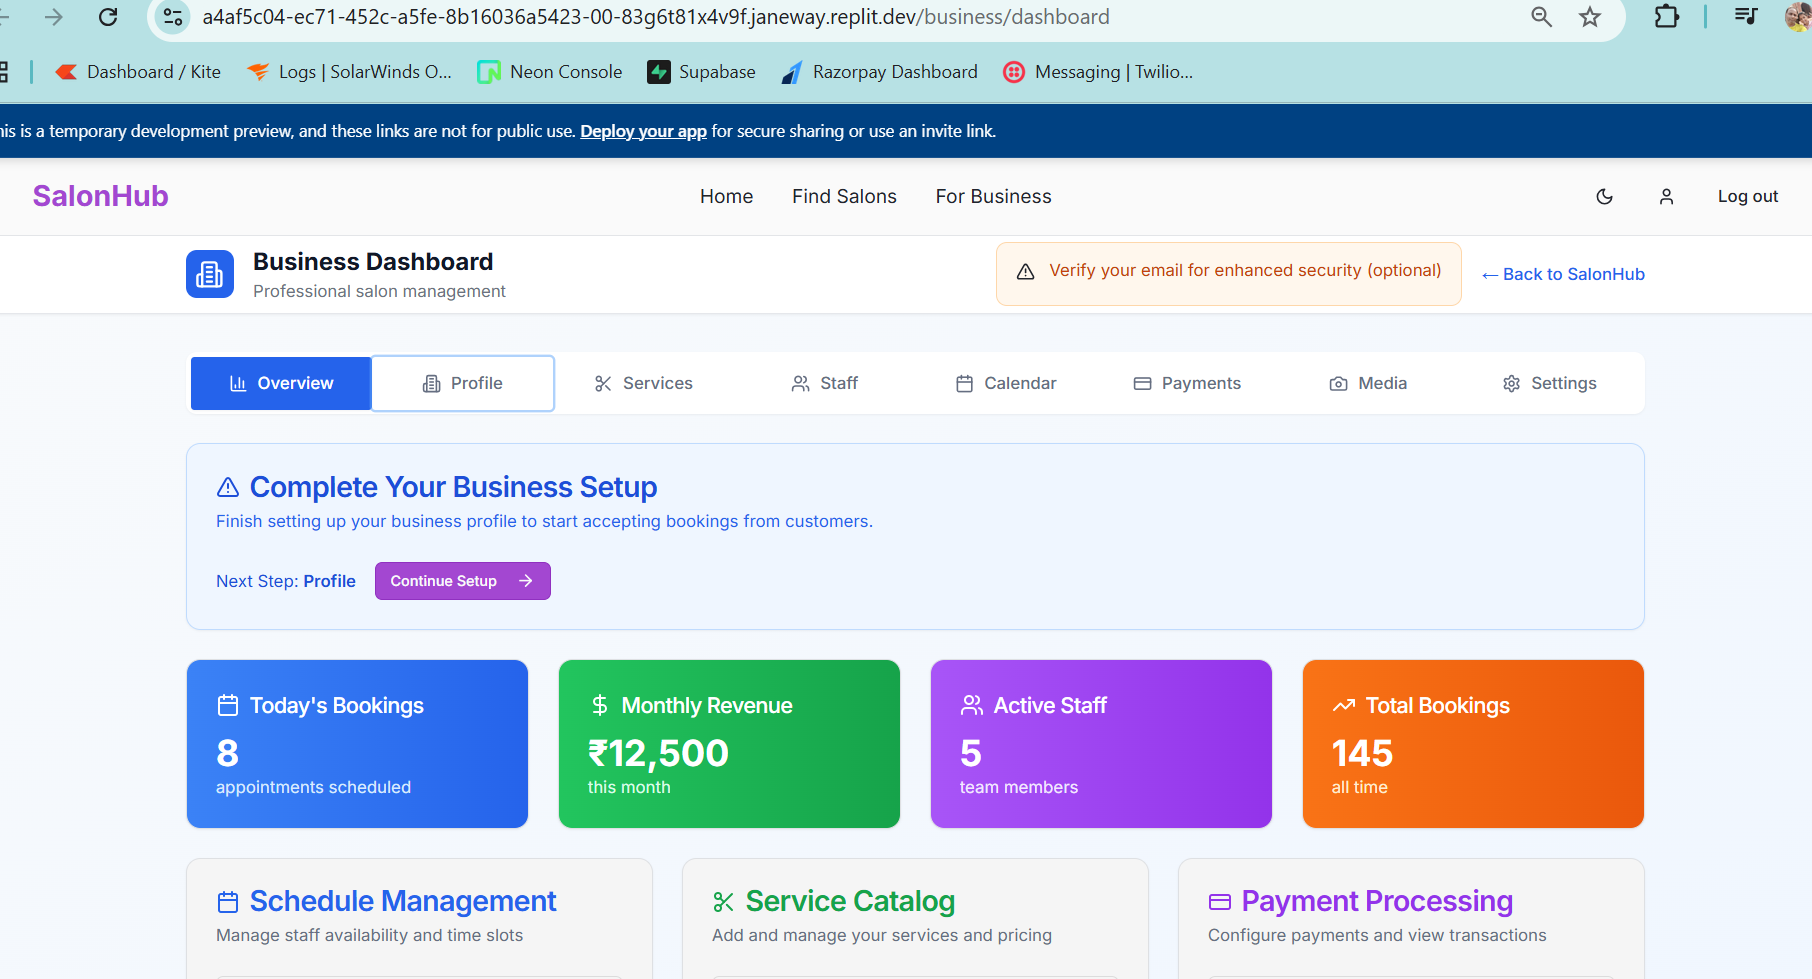 a4af5c04-ec71-452c-a5fe-8b16036a5423-00-83g6t81x4v9f.janeway.replit.dev/business/dashboard
Dashboard / Kite
Logs | SolarWinds O...
Neon Console
Supabase
Razorpay Dashboard
Messaging | Twilio...
is a temporary development preview, and these links are not for public use. Deploy your app for secure sharing or use an invite link.
SalonHub
Home
Find Salons
For Business
Log out
Business Dashboard
Professional salon management
Verify your email for enhanced security (optional)
← Back to SalonHub
Overview
Profile
Services
Staff
Calendar
Payments
Media
Settings
Complete Your Business Setup
Finish setting up your business profile to start accepting bookings from customers.
Next Step: Profile
Continue Setup →
Today's Bookings
8
appointments scheduled
Monthly Revenue
₹12,500
this month
Active Staff
5
team members
Total Bookings
145
all time
Schedule Management
Manage staff availability and time slots
Service Catalog
Add and manage your services and pricing
Payment Processing
Configure payments and view transactions